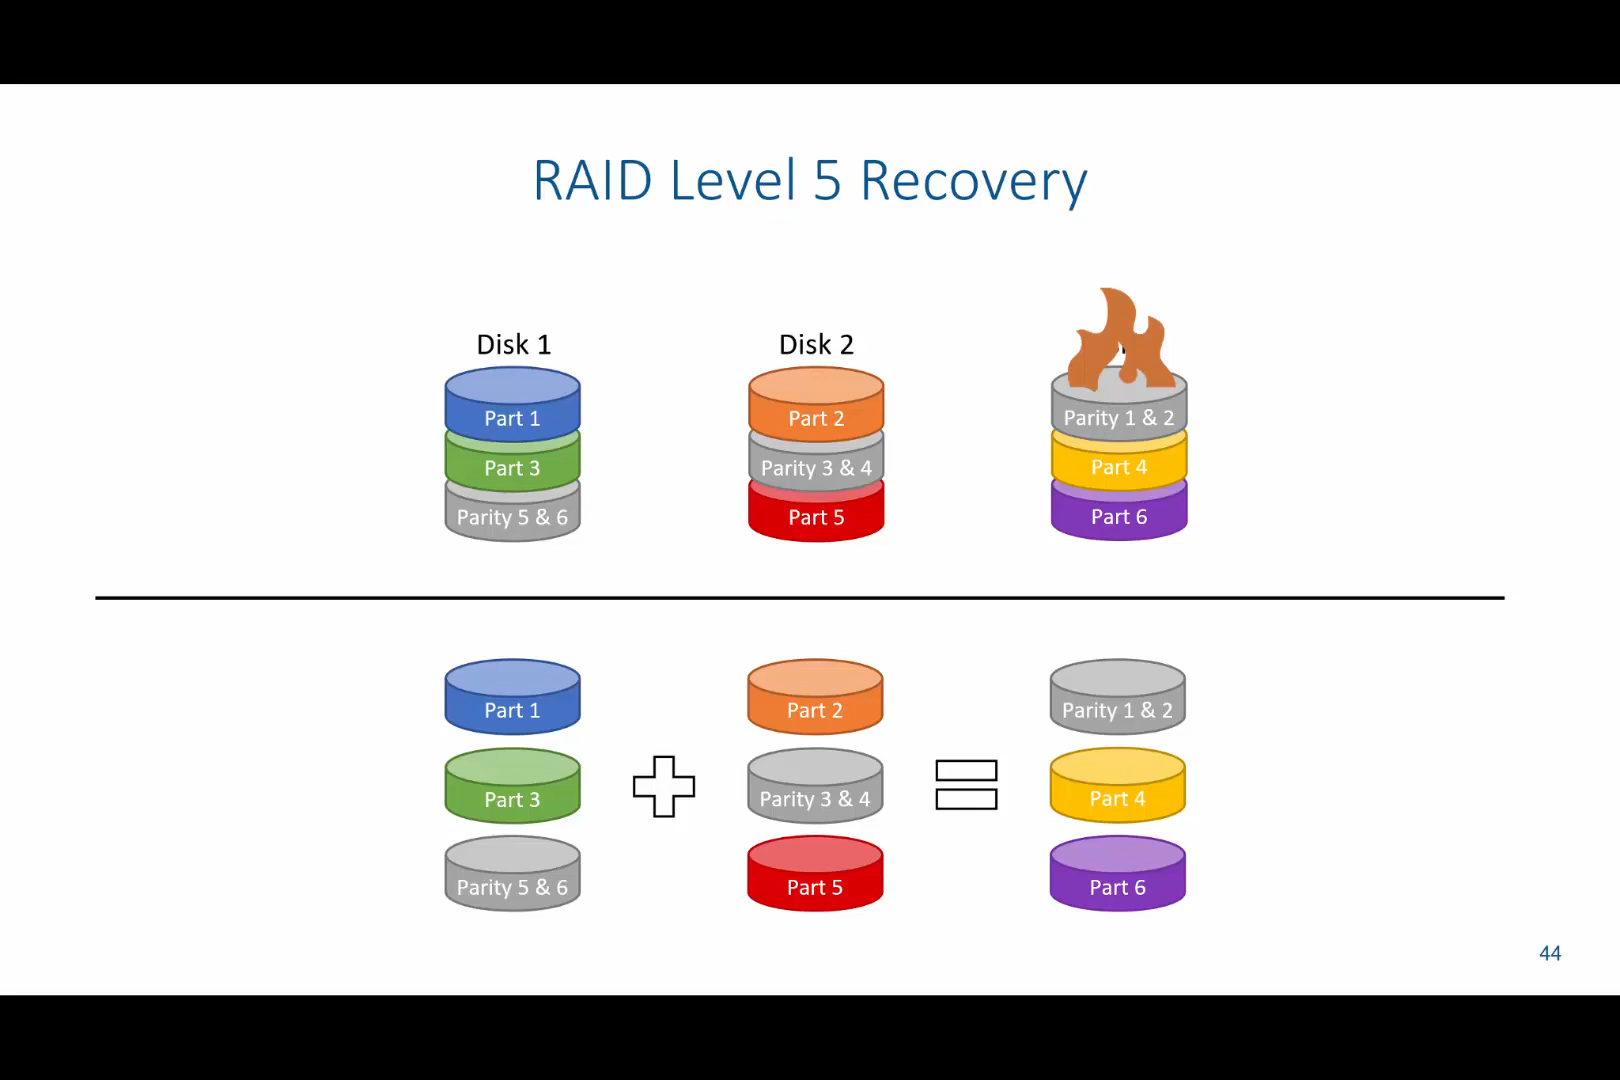 RAID Level 5 Recovery
Disk 1
Disk 2
Part 1
Part 2
Parity 1 & 2
Part 3
Parity 3 & 4
Part 4
Parity 5 & 6
Part 5
Part 6
Part 1
Part 2
Parity 1 & 2
Part 3
Parity 3 & 4
Part 4
Parity 5 & 6
Part 5
Part 6
44